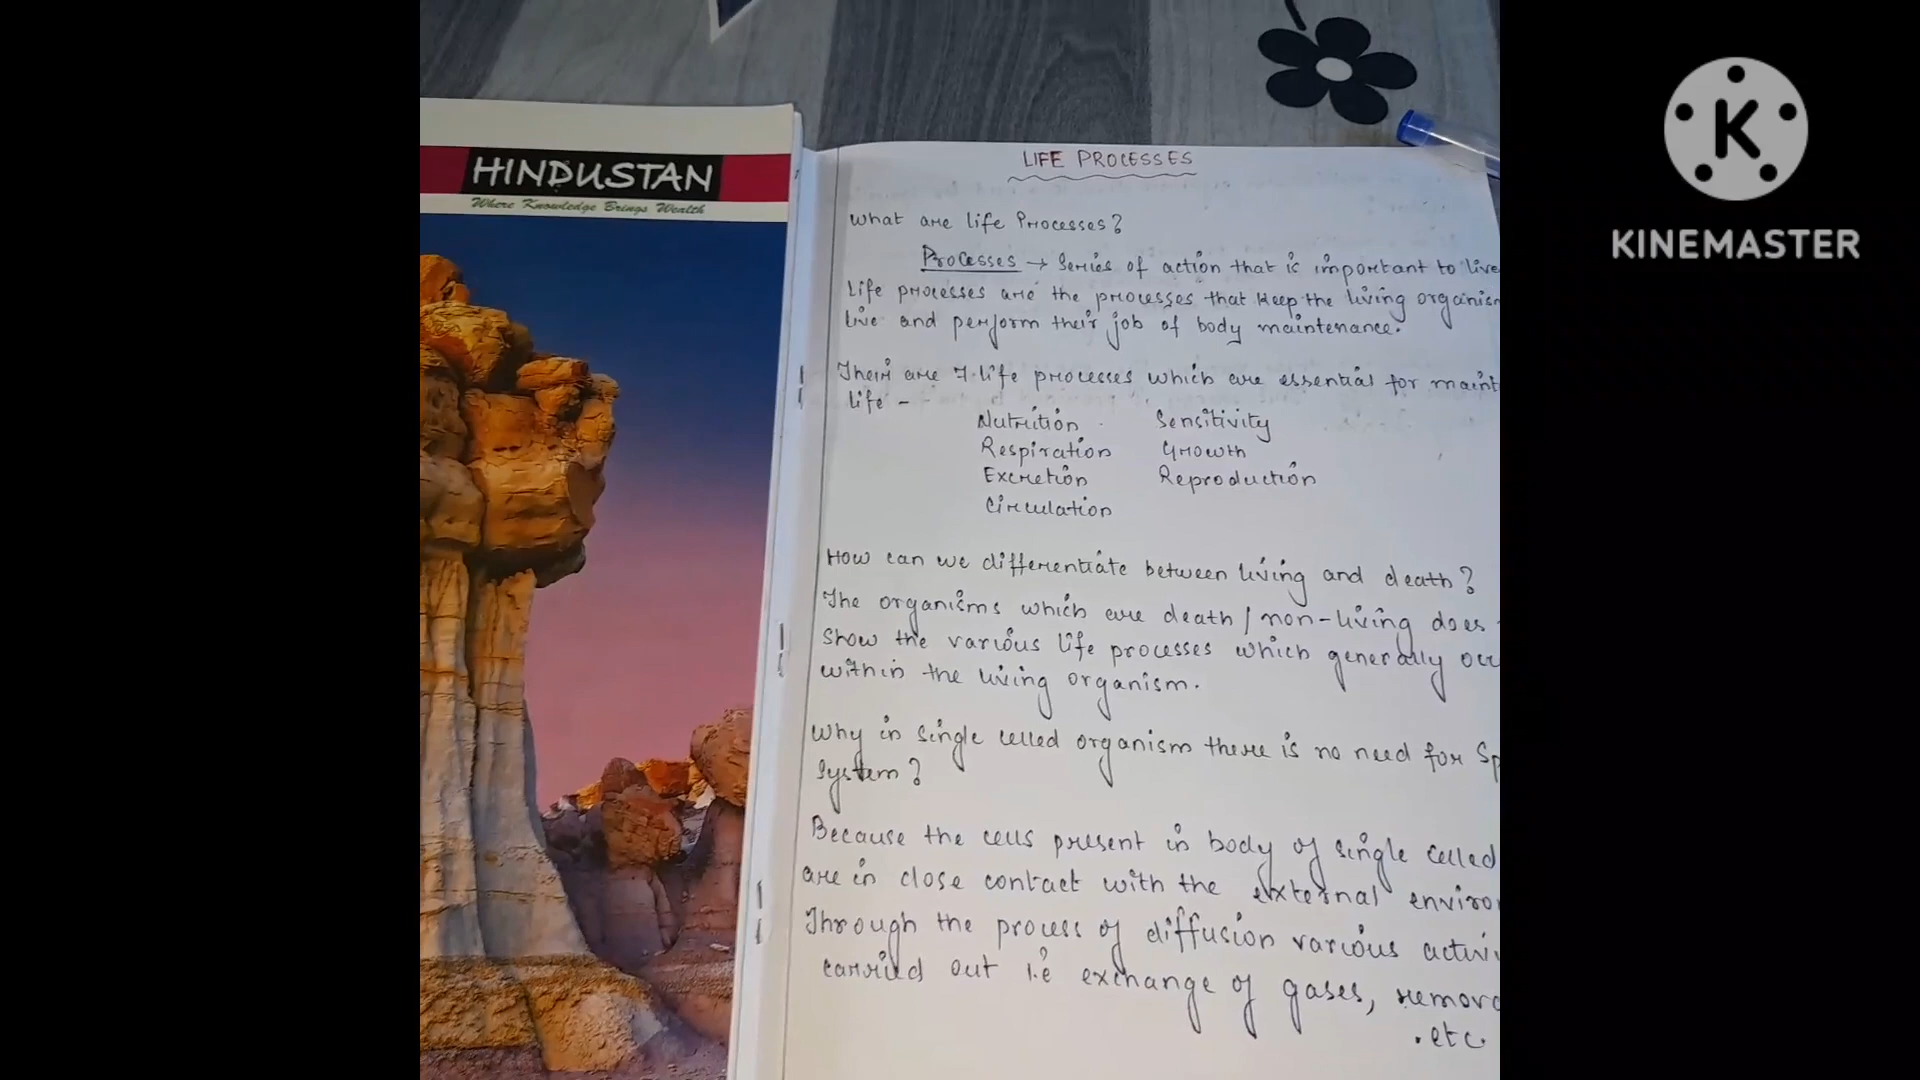 HINDUSTAN
Where Knowledge Brings Wealth
LIFE PROCESSES
What are life Processes?
Processes → Series of action that is important to live
Life processes are the processes that keep the living organism
live and perform their job of body maintenance.
Their are 7 life processes which are essential for maint
life -
Nutrition Sensitivity
Respiration Growth
Excretion Reproduction
Circulation
How can we differentiate between living and death?
The organisms which are death / non-living does
Show the various life processes which generally occ
within the living organism.
Why in single celled organism there is no need for Sp
System?
Because the cells present in body of single celled
are in close contact with the external enviro
Through the process of diffusion various activi
carried out i.e exchange of gases, remova
.etc.
K
KINEMASTER